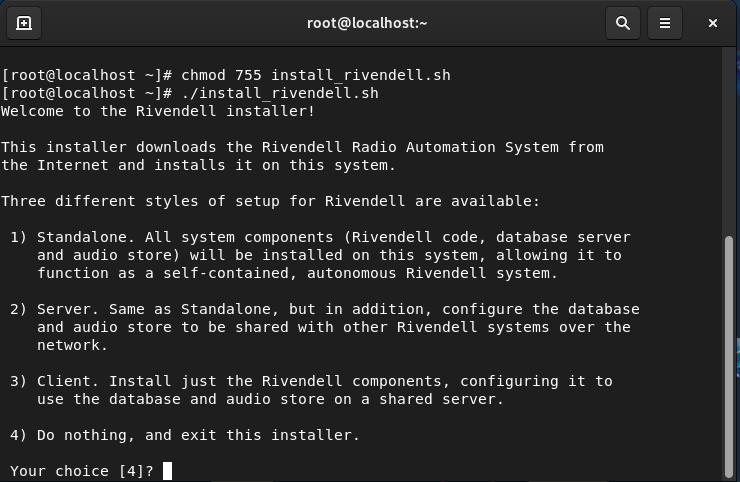 root@localhost:~
[root@localhost ~]# chmod 755 install_rivendell.sh
[root@localhost ~]# ./install_rivendell.sh
Welcome to the Rivendell installer!
This installer downloads the Rivendell Radio Automation System from
the Internet and installs it on this system.
Three different styles of setup for Rivendell are available:
1) Standalone. All system components (Rivendell code, database server
and audio store) will be installed on this system, allowing it to
function as a self-contained, autonomous Rivendell system.
2) Server. Same as Standalone, but in addition, configure the database
and audio store to be shared with other Rivendell systems over the
network.
3) Client. Install just the Rivendell components, configuring it to
use the database and audio store on a shared server.
4) Do nothing, and exit this installer.
Your choice [4]?